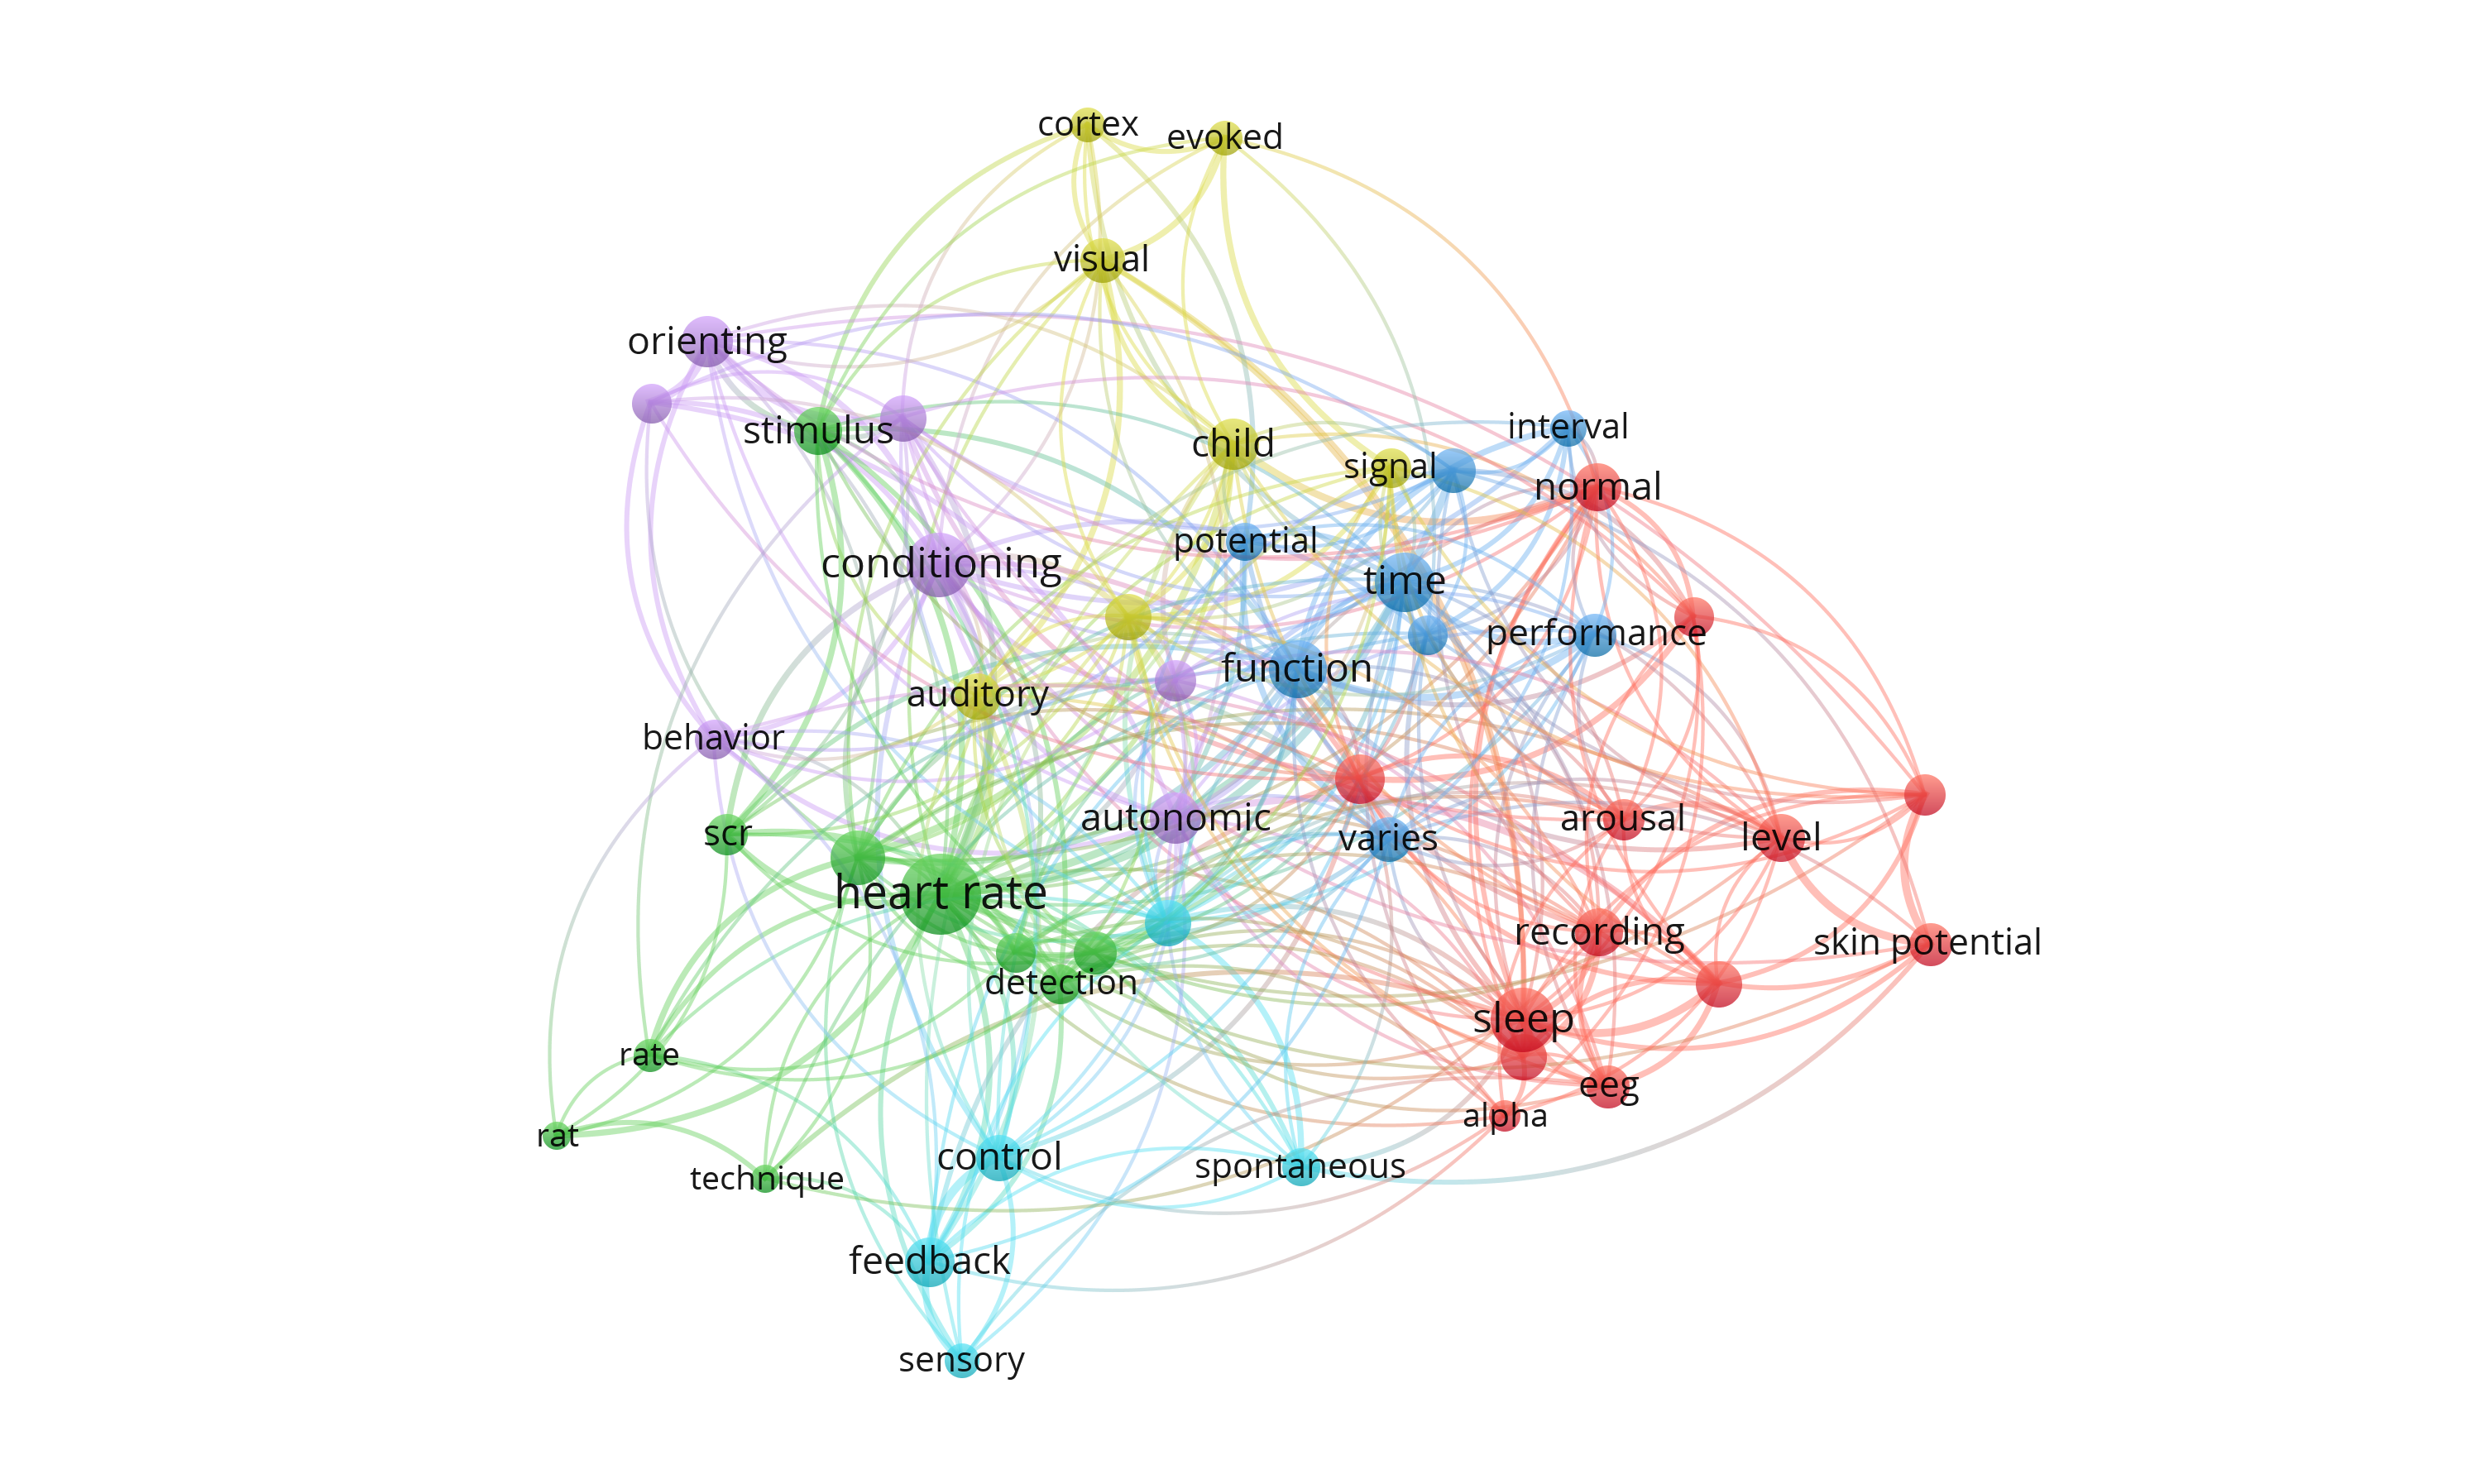 cortex
evoked
visual
orienting
stimulus
child
interval
signal
normal
potential
conditioning
time
performance
function
auditory
behavior
autonomic
arousal
scr
varies
level
heart rate
recording
skin potential
detection
sleep
rate
eeg
alpha
rat
control
spontaneous
technique
feedback
sensory